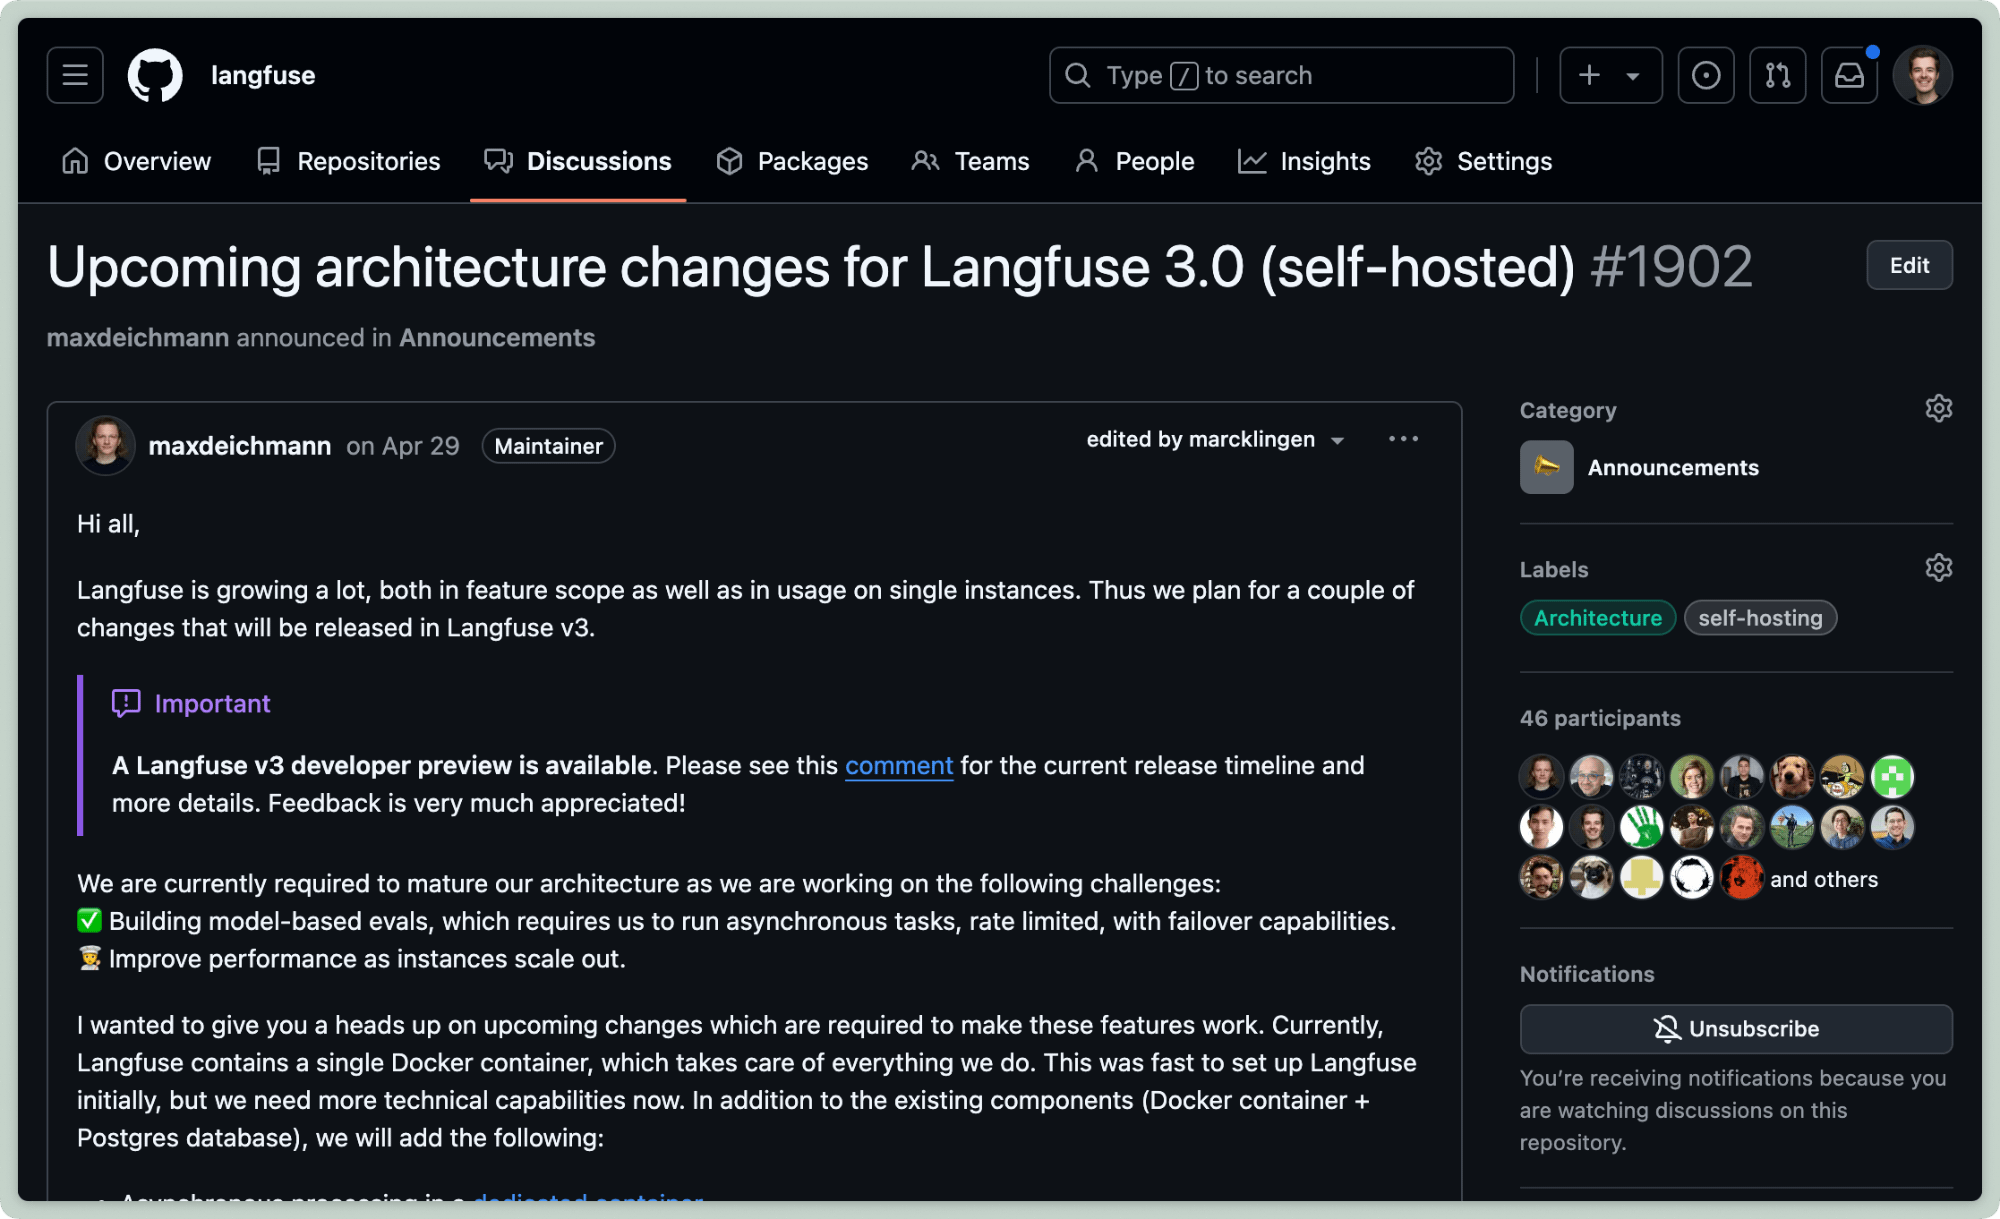 langfuse
Type / to search
Overview Repositories Discussions Packages Teams People Insights Settings
Upcoming architecture changes for Langfuse 3.0 (self-hosted) #1902
Edit
maxdeichmann announced in Announcements
maxdeichmann on Apr 29 Maintainer
edited by marcklingen
Hi all,
Langfuse is growing a lot, both in feature scope as well as in usage on single instances. Thus we plan for a couple of
changes that will be released in Langfuse v3.
Important
A Langfuse v3 developer preview is available. Please see this comment for the current release timeline and
more details. Feedback is very much appreciated!
We are currently required to mature our architecture as we are working on the following challenges:
✅ Building model-based evals, which requires us to run asynchronous tasks, rate limited, with failover capabilities.
👨‍🍳 Improve performance as instances scale out.
I wanted to give you a heads up on upcoming changes which are required to make these features work. Currently,
Langfuse contains a single Docker container, which takes care of everything we do. This was fast to set up Langfuse
initially, but we need more technical capabilities now. In addition to the existing components (Docker container +
Postgres database), we will add the following:
• Asynchronous processing in a dedicated container
Category
Announcements
Labels
Architecture self-hosting
46 participants
and others
Notifications
Unsubscribe
You're receiving notifications because you
are watching discussions on this
repository.